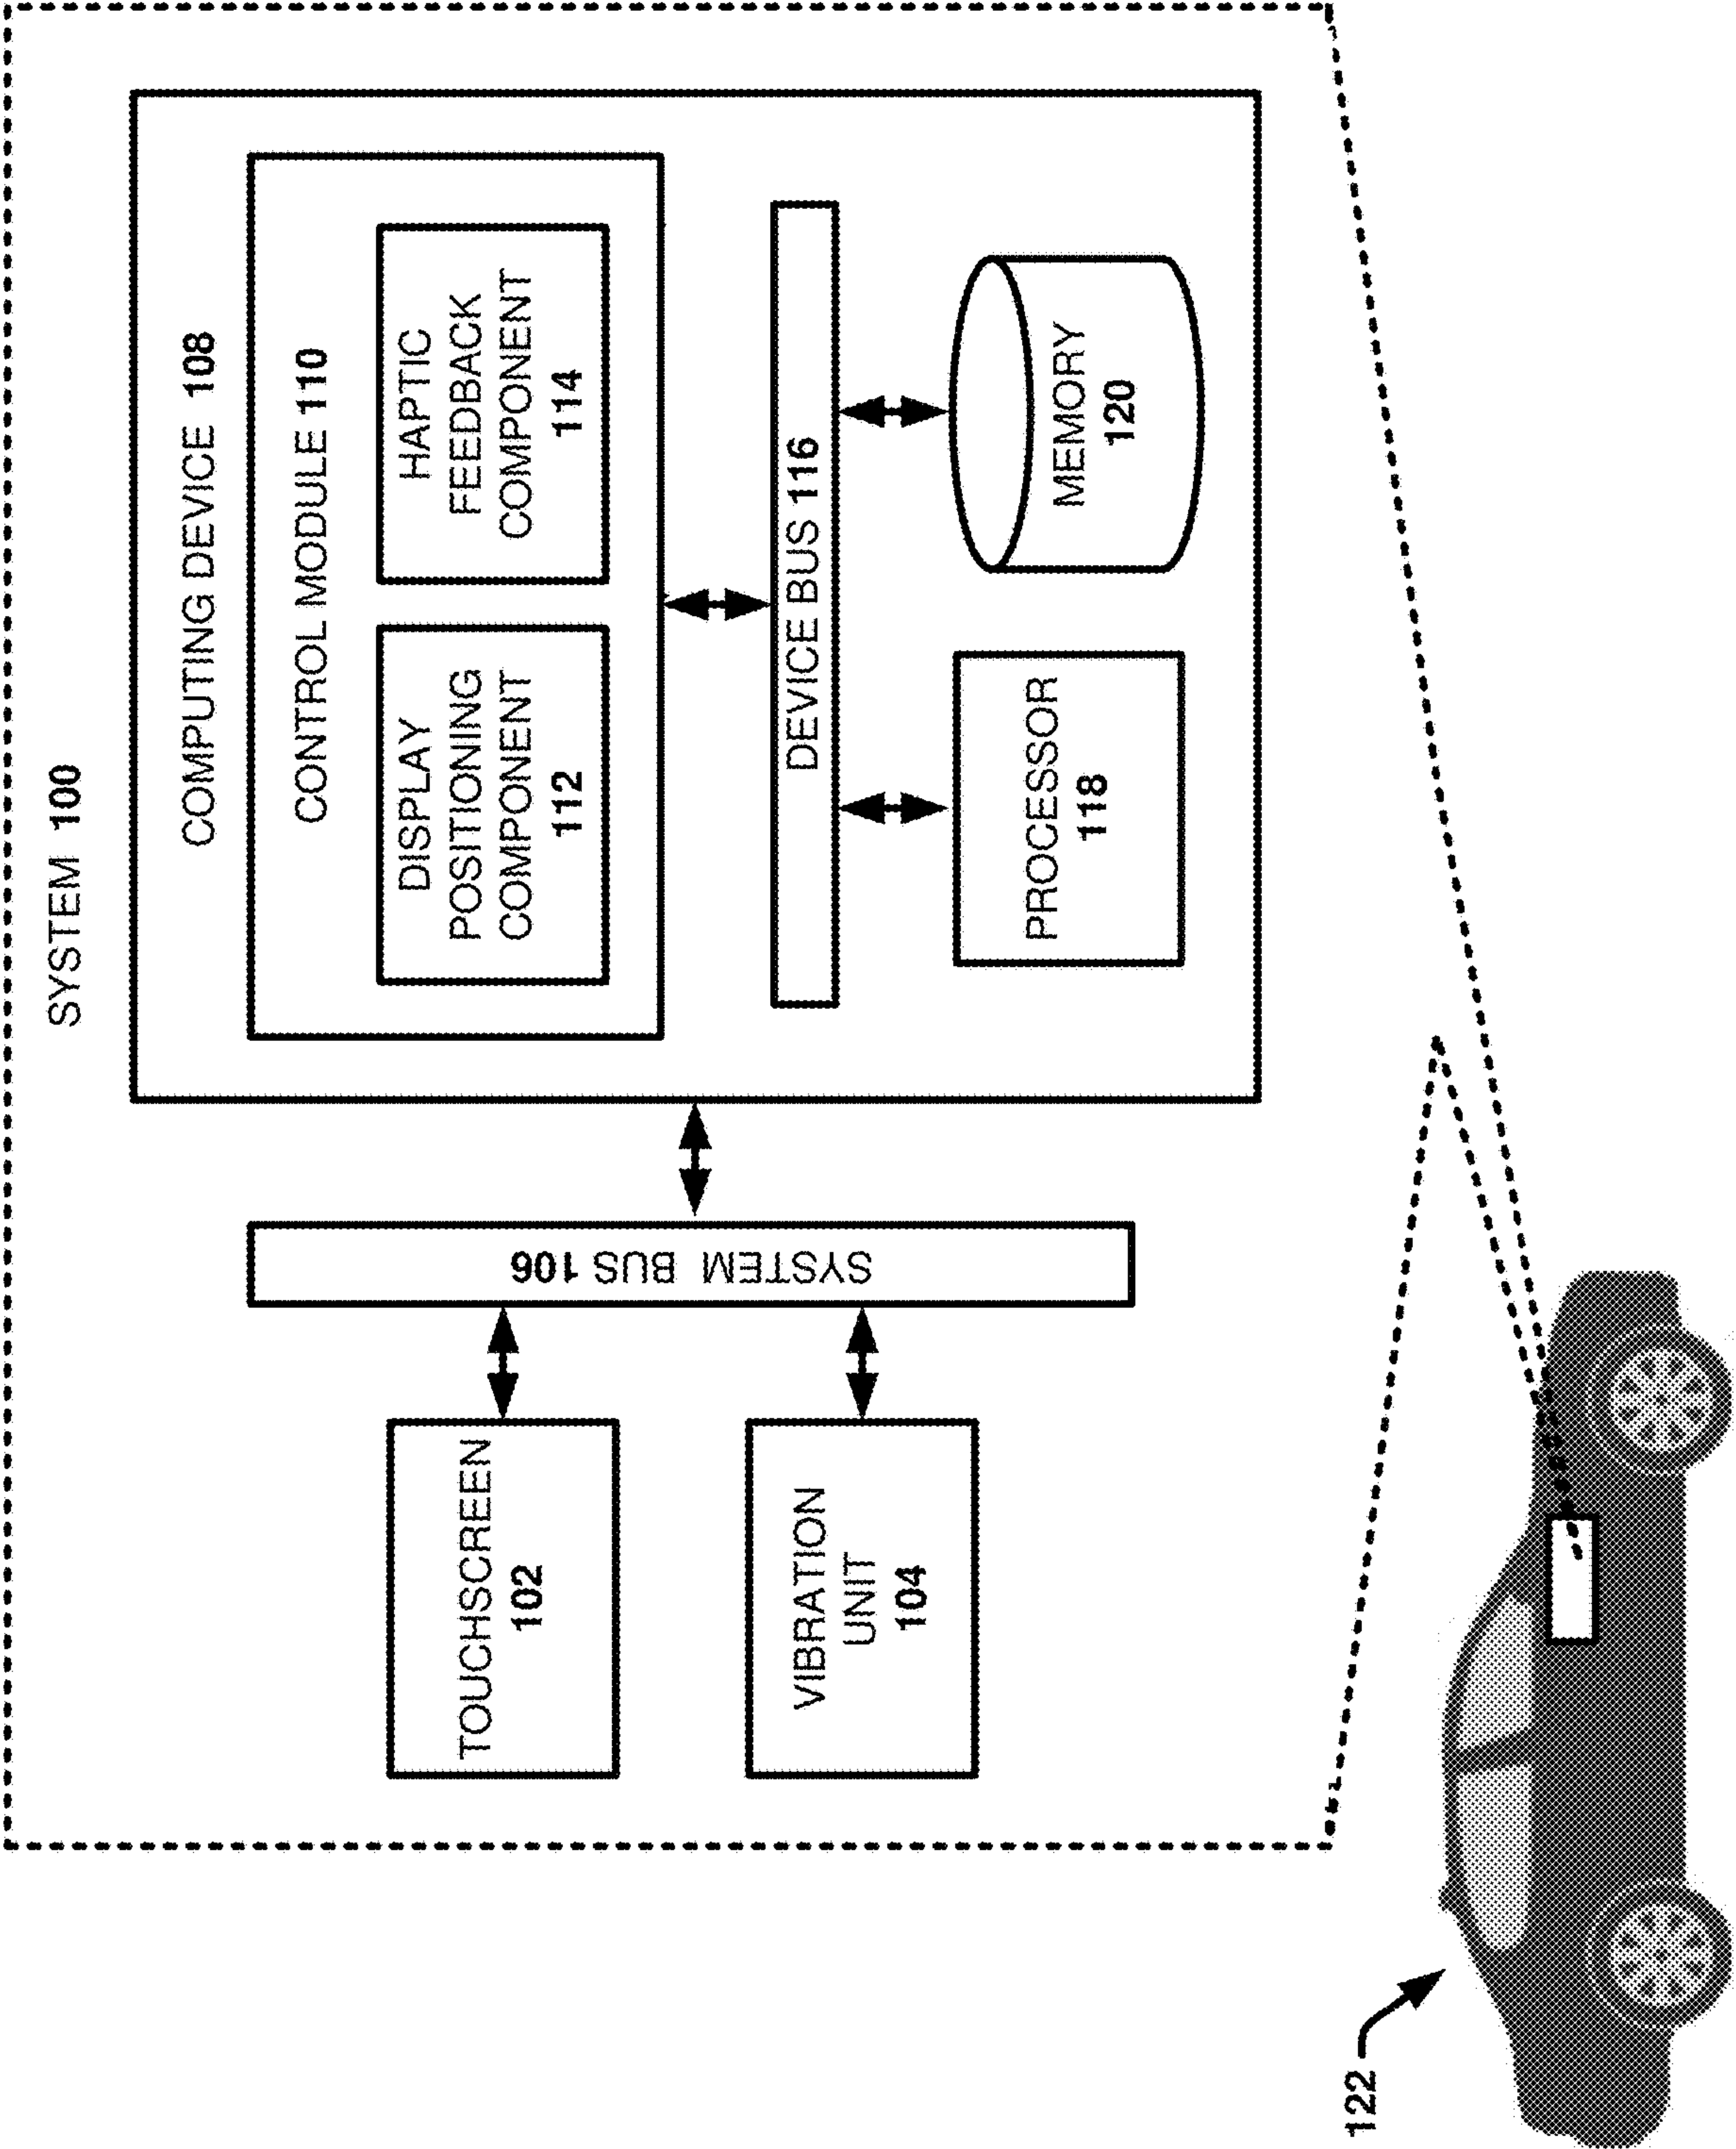 SYSTEM 100
COMPUTING DEVICE 108
CONTROL MODULE 110
DISPLAY
POSITIONING
COMPONENT
112
HAPTIC
FEEDBACK
COMPONENT
114
DEVICE BUS 116
PROCESSOR
118
MEMORY
120
SYSTEM BUS 106
TOUCHSCREEN
102
VIBRATION
UNIT
104
122